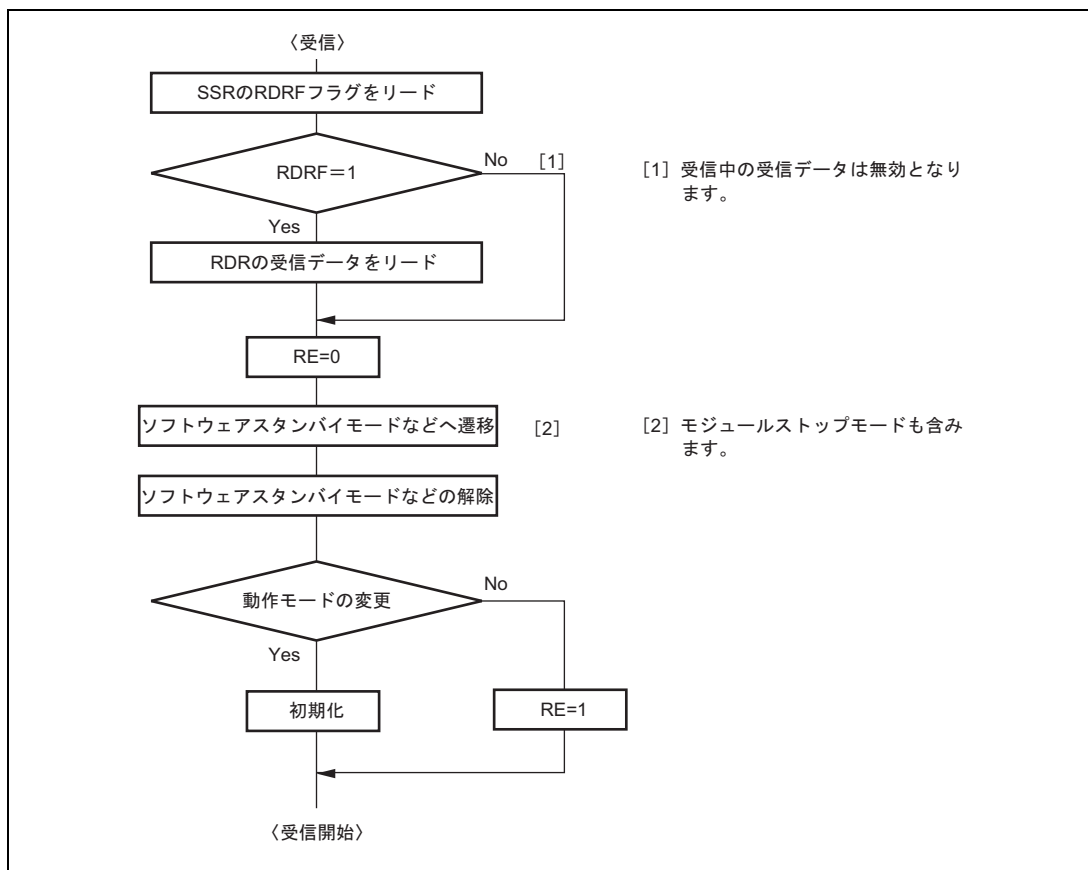 〈受信〉
SSRのRDRFフラグをリード
RDRF＝1
No [1]
[1] 受信中の受信データは無効となり
ます。
Yes
RDRの受信データをリード
RE=0
ソフトウェアスタンバイモードなどへ遷移 [2]
[2] モジュールストップモードも含み
ます。
ソフトウェアスタンバイモードなどの解除
動作モードの変更
No
Yes
初期化
RE=1
〈受信開始〉